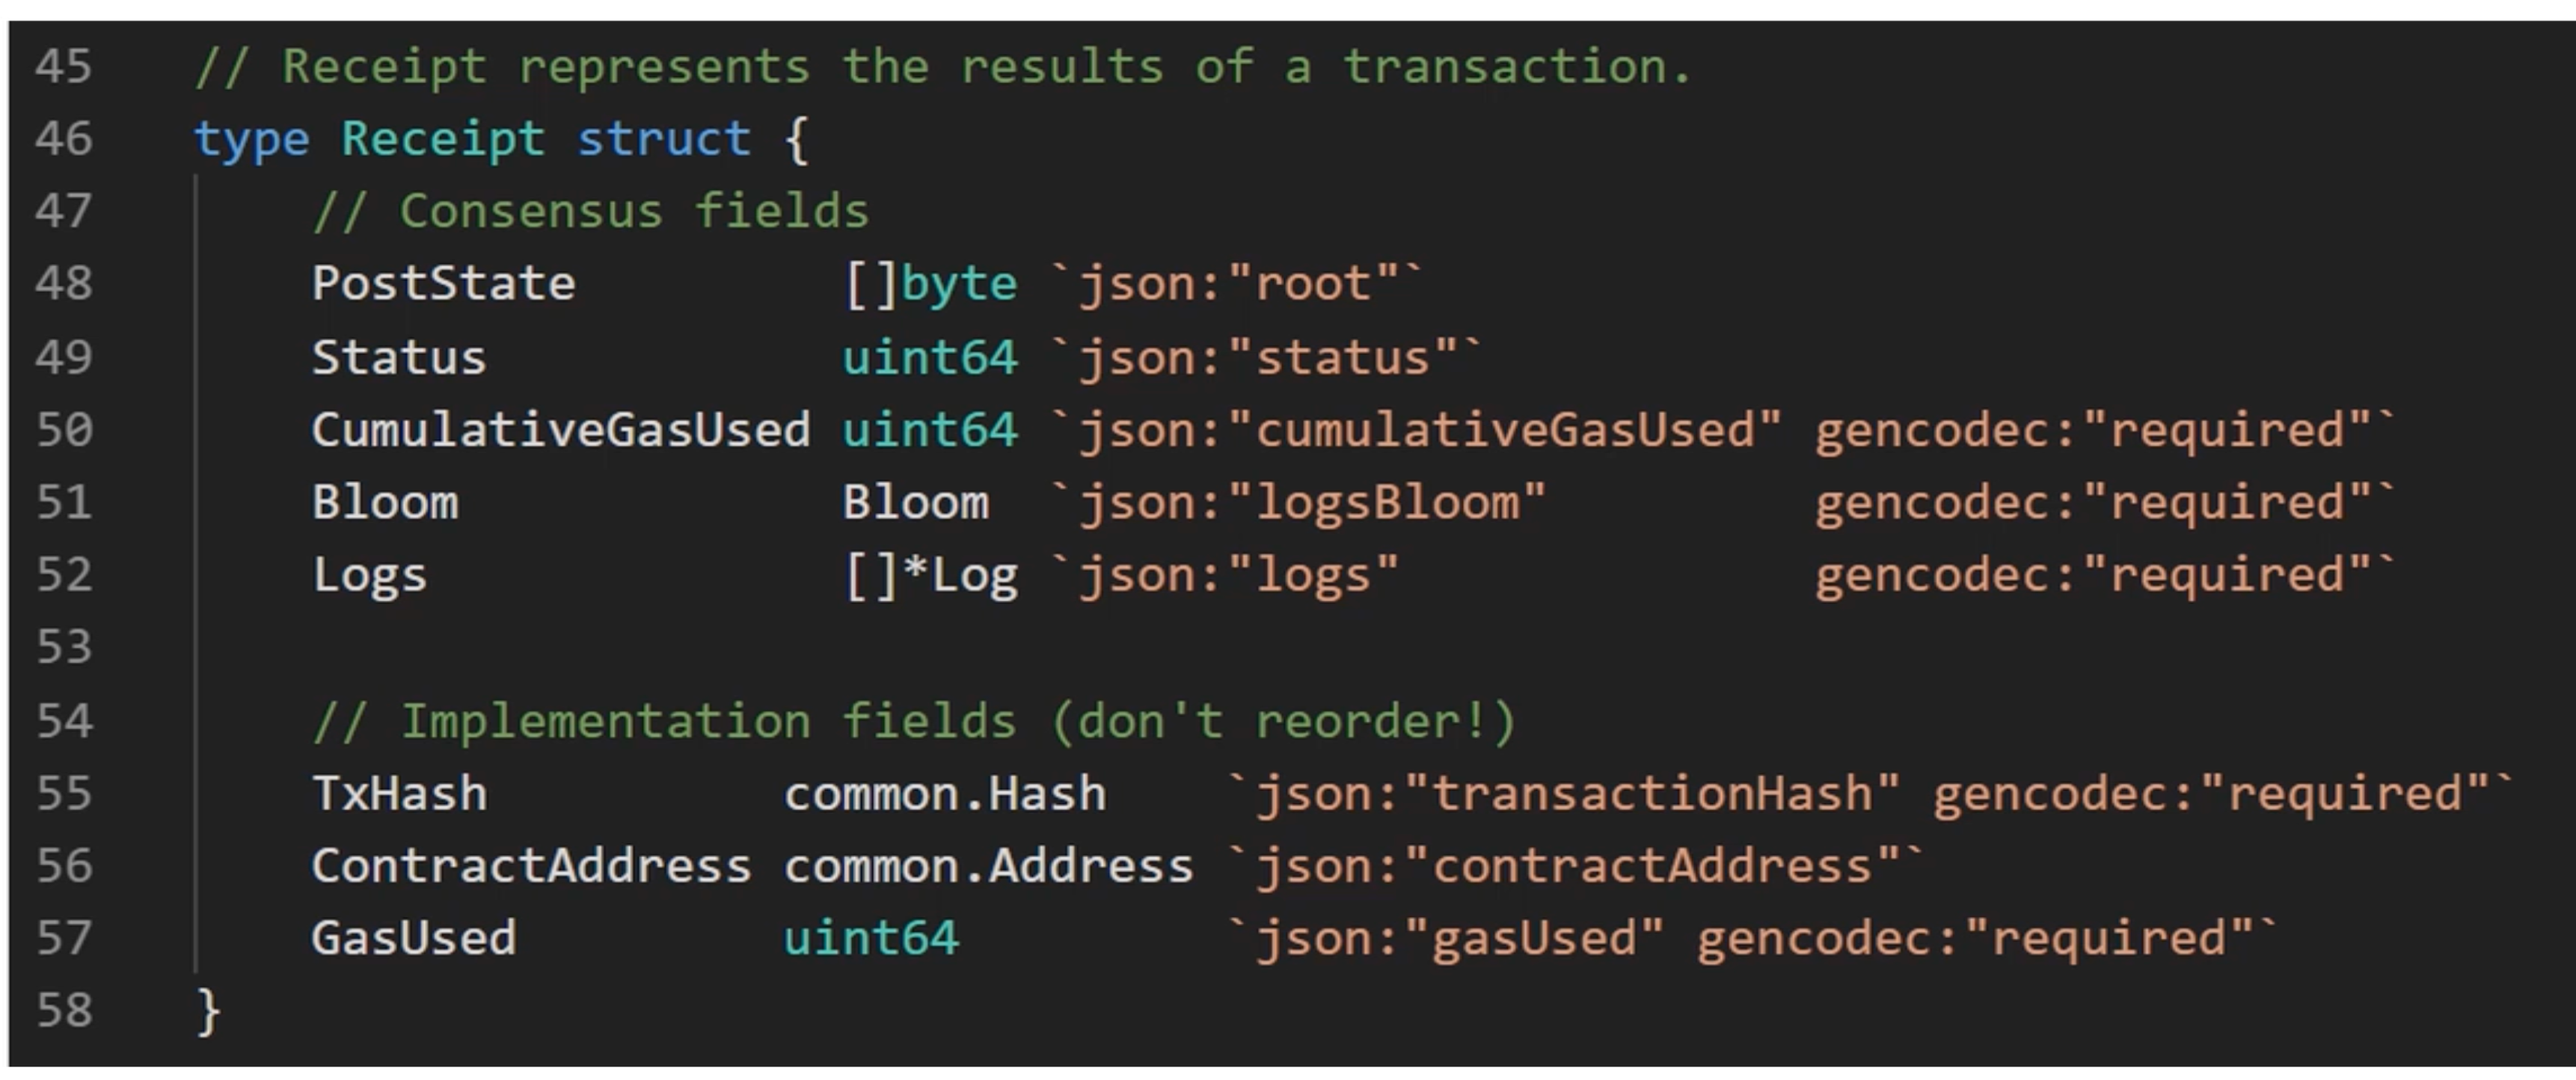 45 // Receipt represents the results of a transaction.
46 type Receipt struct {
47     // Consensus fields
48     PostState         []byte `json:"root"`
49     Status            uint64 `json:"status"`
50     CumulativeGasUsed uint64 `json:"cumulativeGasUsed" gencodec:"required"`
51     Bloom             Bloom  `json:"logsBloom"         gencodec:"required"`
52     Logs              []*Log `json:"logs"              gencodec:"required"`
53
54     // Implementation fields (don't reorder!)
55     TxHash          common.Hash    `json:"transactionHash" gencodec:"required"`
56     ContractAddress common.Address `json:"contractAddress"`
57     GasUsed         uint64         `json:"gasUsed" gencodec:"required"`
58 }